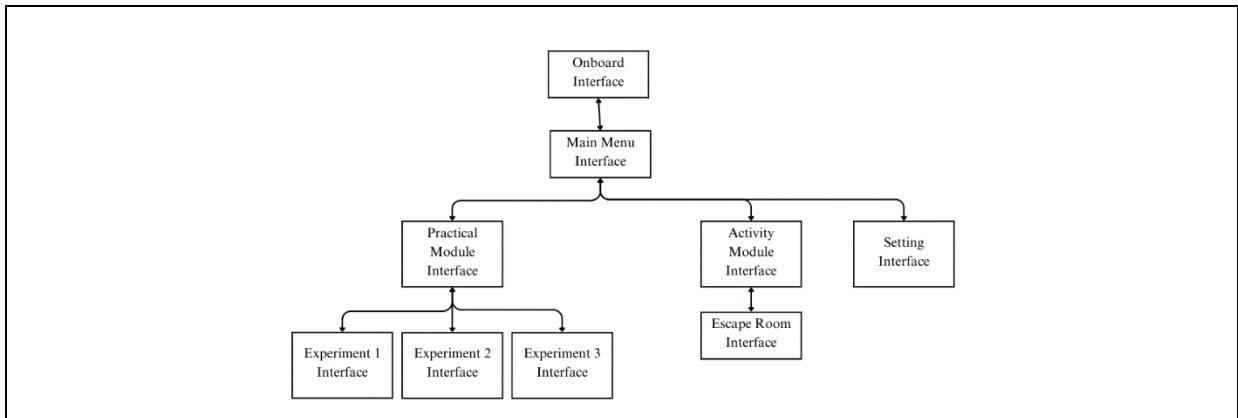 Onboard
Interface
Main Menu
Interface
Practical
Module
Interface
Activity
Module
Interface
Setting
Interface
Experiment 1
Interface
Experiment 2
Interface
Experiment 3
Interface
Escape Room
Interface